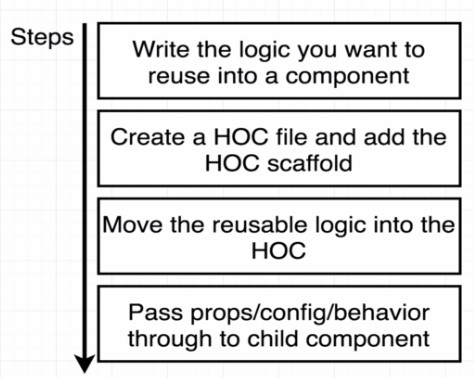 Steps
Write the logic you want to
reuse into a component
Create a HOC file and add the
HOC scaffold
Move the reusable logic into the
HOC
Pass props/config/behavior
through to child component